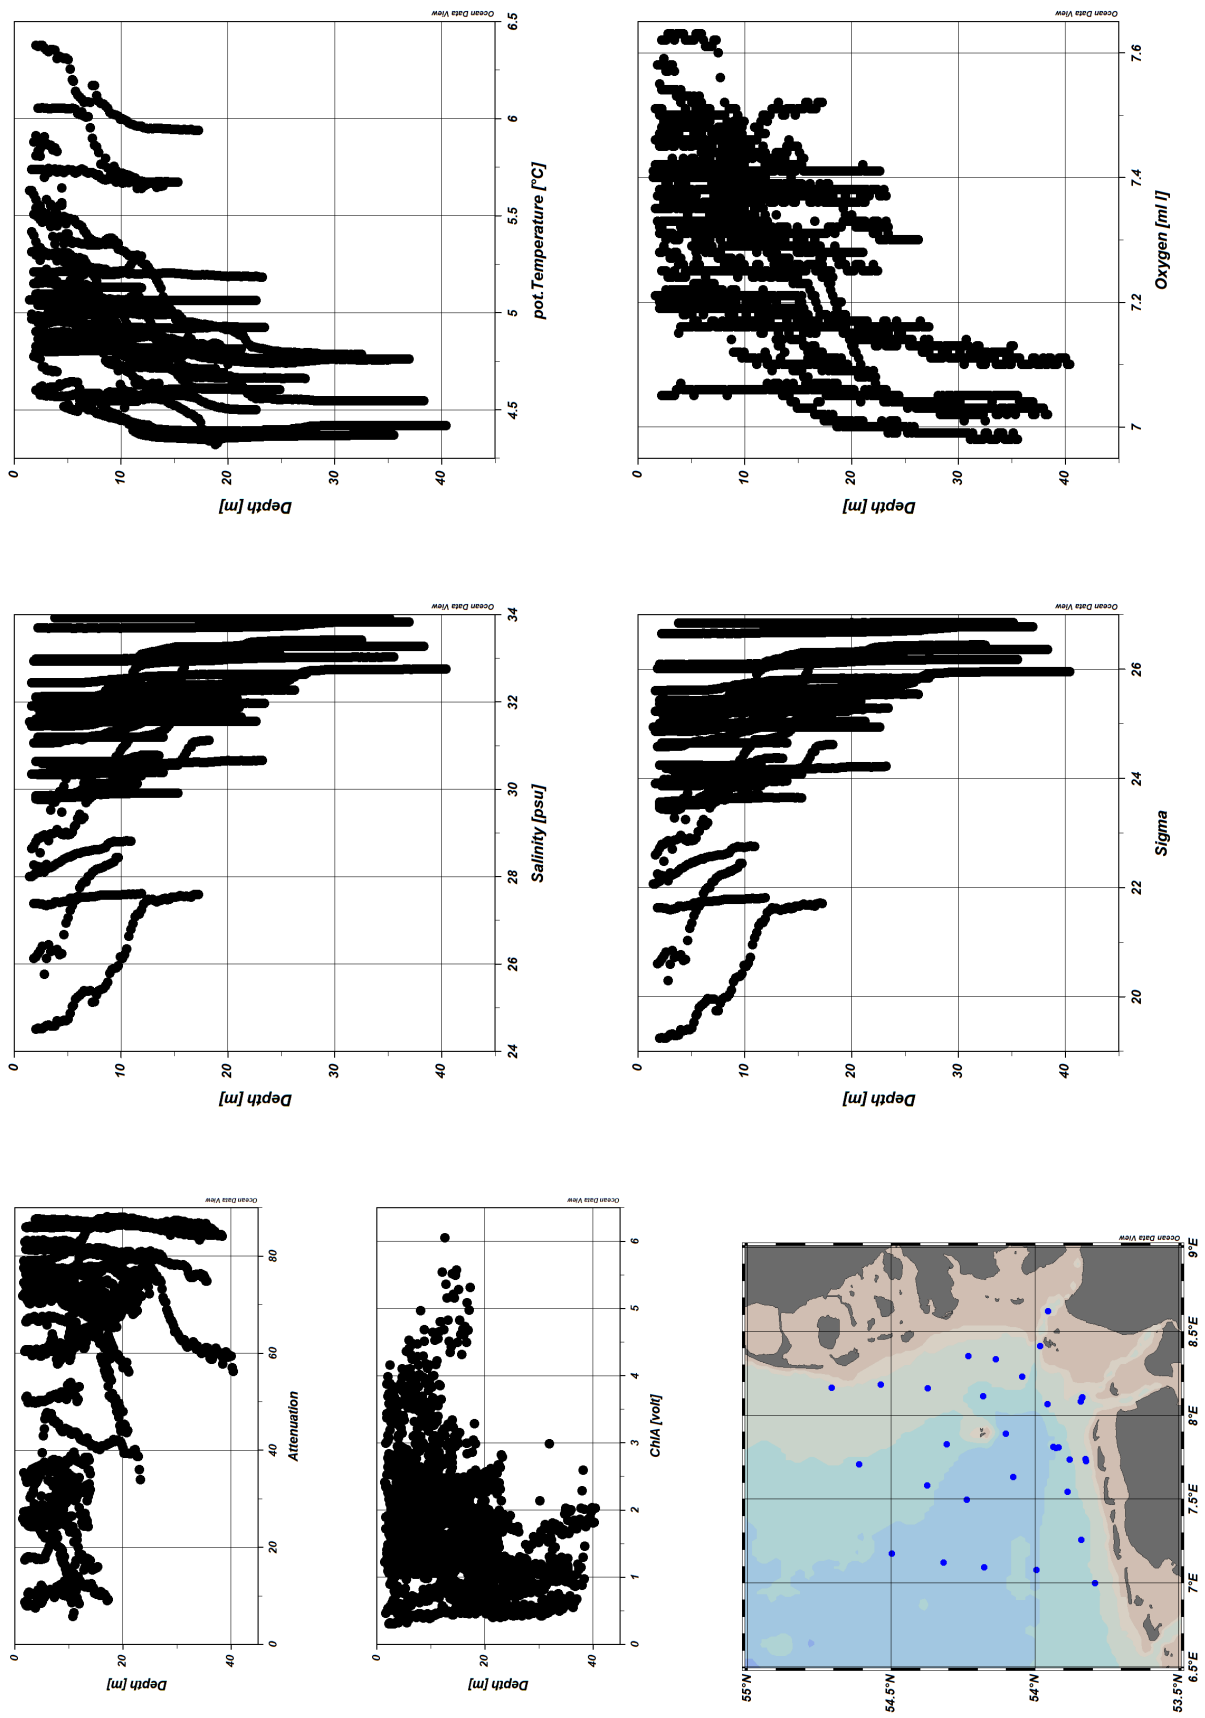 Ocean Data View
0
20
40
Depth [m]
0
20
40
60
80
Attenuation
Ocean Data View
0
10
20
30
40
Depth [m]
24
26
28
30
32
34
Salinity [psu]
Ocean Data View
0
10
20
30
40
Depth [m]
4.5
5
5.5
6
6.5
pot.Temperature [°C]
Ocean Data View
0
20
40
Depth [m]
0
1
2
3
4
5
6
ChlA [volt]
Ocean Data View
55°N
54.5°N
54°N
53.5°N
6.5°E
7°E
7.5°E
8°E
8.5°E
9°E
Ocean Data View
0
10
20
30
40
Depth [m]
20
22
24
26
Sigma
Ocean Data View
0
10
20
30
40
Depth [m]
7
7.2
7.4
7.6
Oxygen [ml l]
Ocean Data View